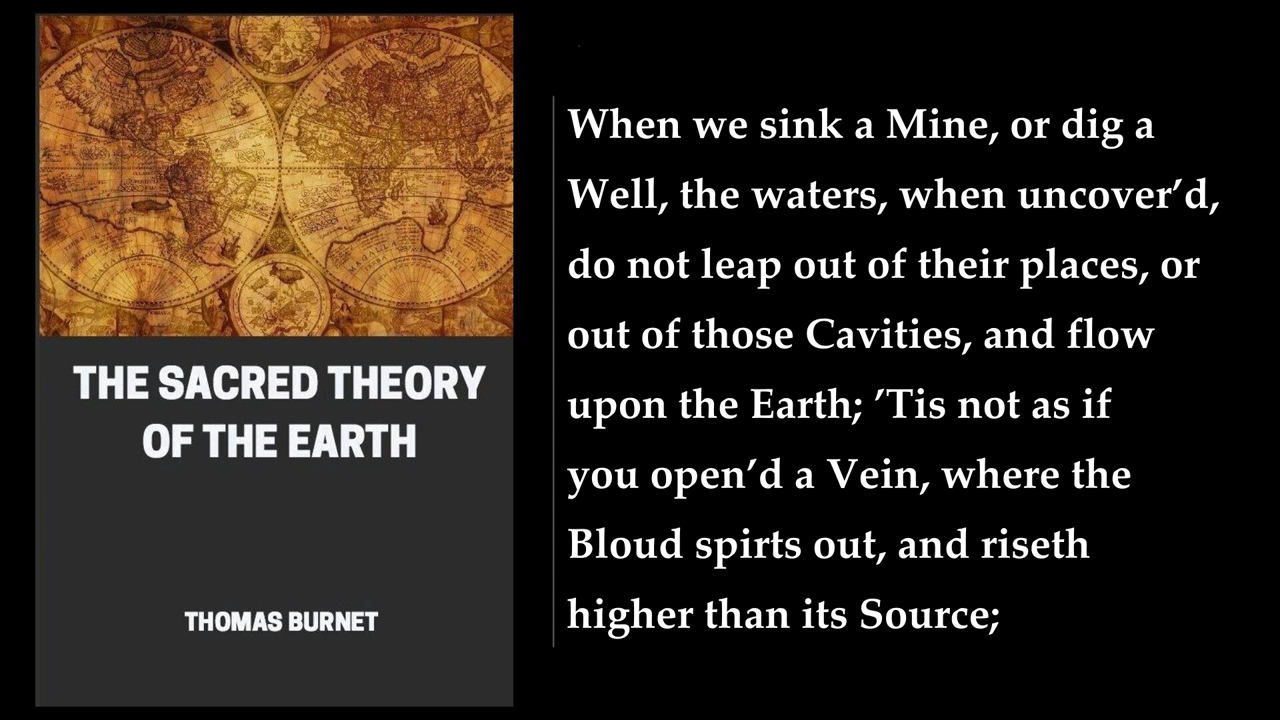 THE SACRED THEORY
OF THE EARTH
THOMAS BURNET
When we sink a Mine, or dig a
Well, the waters, when uncover’d,
do not leap out of their places, or
out of those Cavities, and flow
upon the Earth; ’Tis not as if
you open’d a Vein, where the
Bloud spirts out, and riseth
higher than its Source;